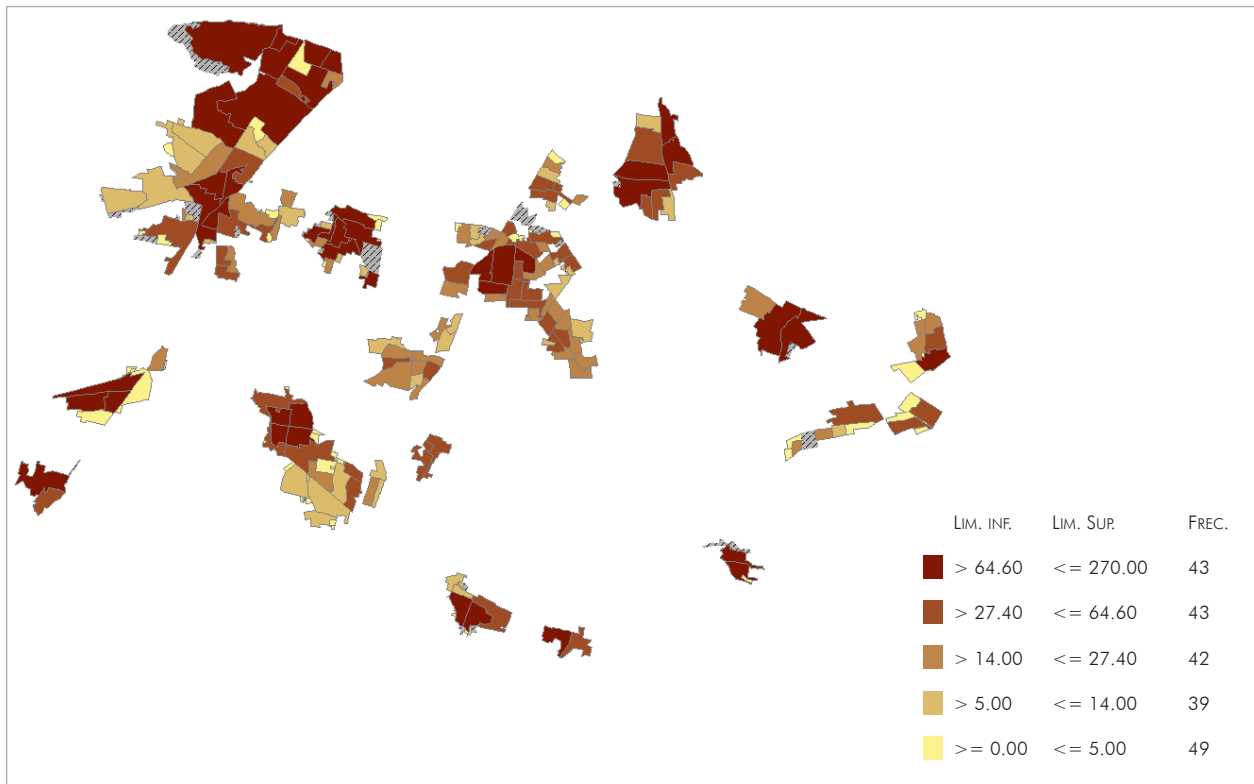 LIM. INF. LIM. SUP. FREC.
> 64.60 <= 270.00 43
> 27.40 <= 64.60 43
> 14.00 <= 27.40 42
> 5.00 <= 14.00 39
>= 0.00 <= 5.00 49